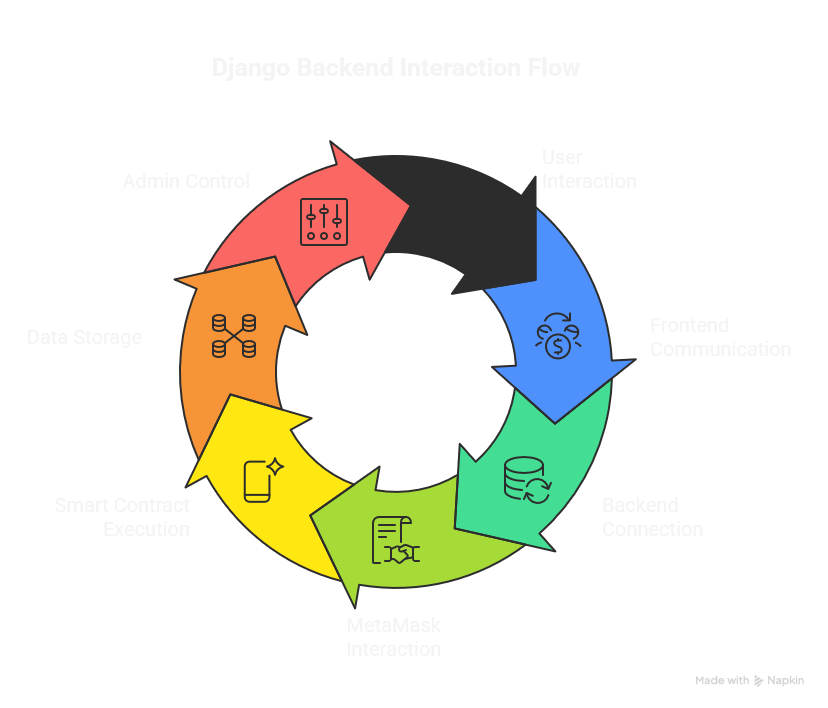 Django Backend Interaction Flow
User
Interaction
Admin Control
Frontend
Communication
Data Storage
Smart Contract
Execution
Backend
Connection
MetaMask
Interaction
Made with Napkin